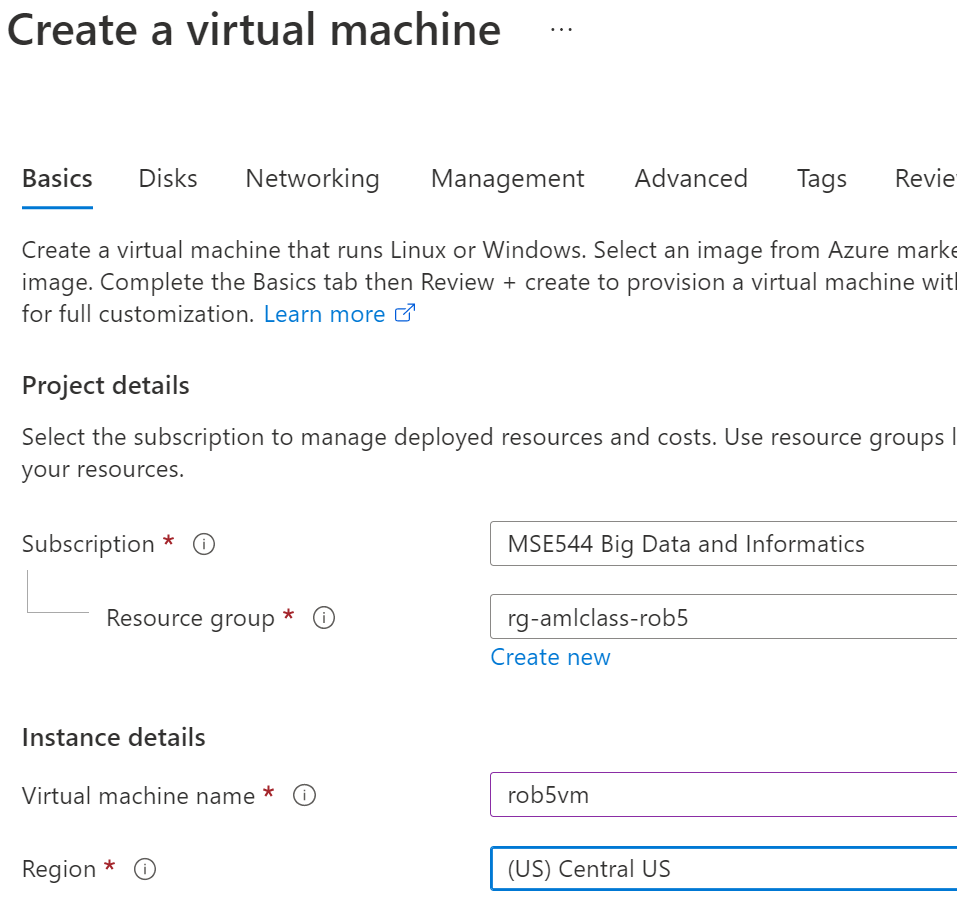 Create a virtual machine ...
Basics Disks Networking Management Advanced Tags Revie
Create a virtual machine that runs Linux or Windows. Select an image from Azure marke
image. Complete the Basics tab then Review + create to provision a virtual machine wit
for full customization. Learn more
Project details
Select the subscription to manage deployed resources and costs. Use resource groups l
your resources.
Subscription * MSE544 Big Data and Informatics
Resource group * rg-amlclass-rob5
Create new
Instance details
Virtual machine name * rob5vm
Region * (US) Central US